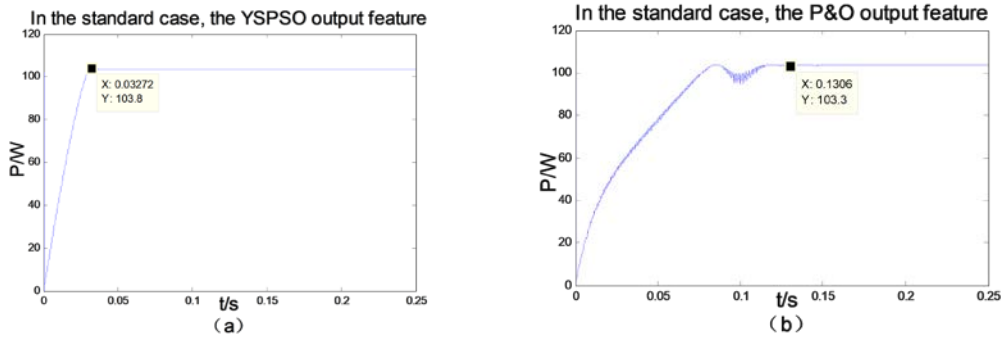 In the standard case, the YSPSO output feature
120
100
80
60
40
20
0
P/W
X: 0.03272
Y: 103.8
0
0.05
0.1
0.15
0.2
0.25
t/s
（a）
In the standard case, the P&O output feature
120
100
80
60
40
20
0
P/W
X: 0.1306
Y: 103.3
0
0.05
0.1
0.15
0.2
0.25
t/s
（b）